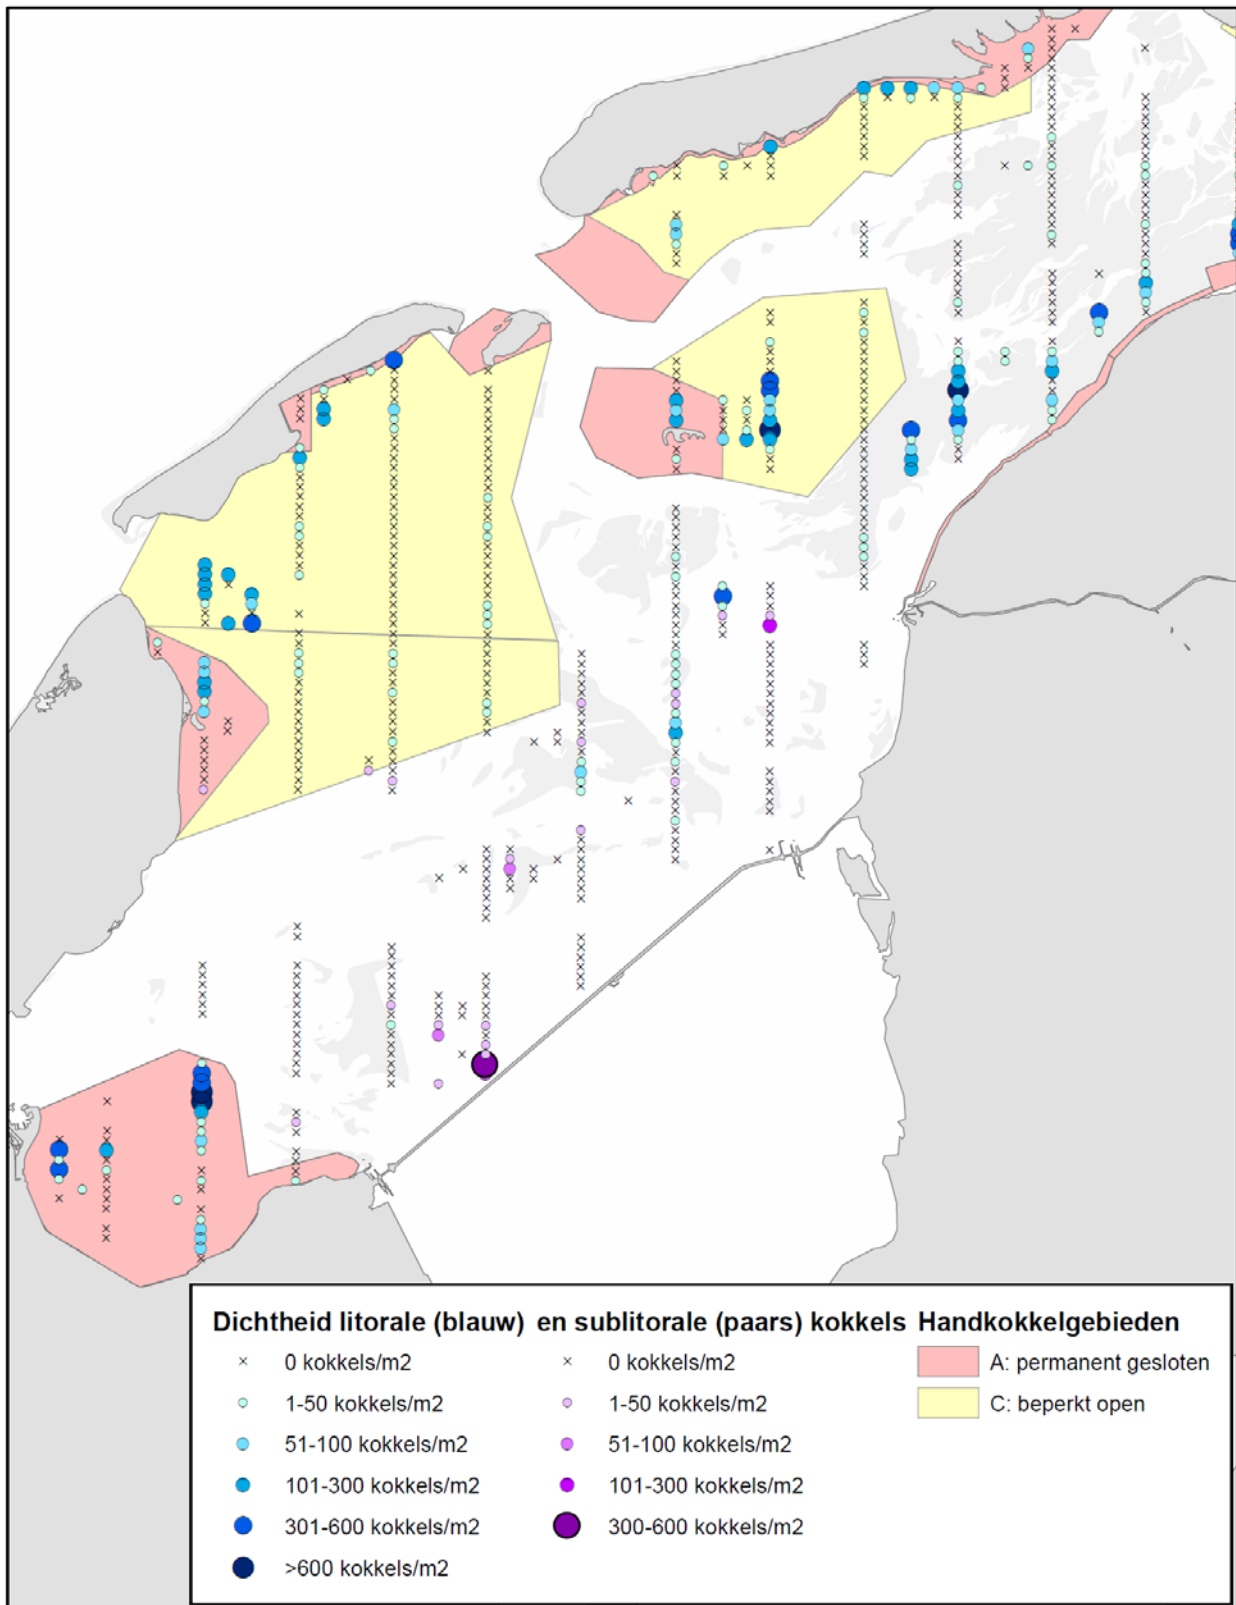 Dichtheid litorale (blauw) en sublitorale (paars) kokkels Handkokkelgebieden
0 kokkels/m2 0 kokkels/m2 A: permanent gesloten
1-50 kokkels/m2 1-50 kokkels/m2 C: beperkt open
51-100 kokkels/m2 51-100 kokkels/m2
101-300 kokkels/m2 101-300 kokkels/m2
301-600 kokkels/m2 300-600 kokkels/m2
>600 kokkels/m2